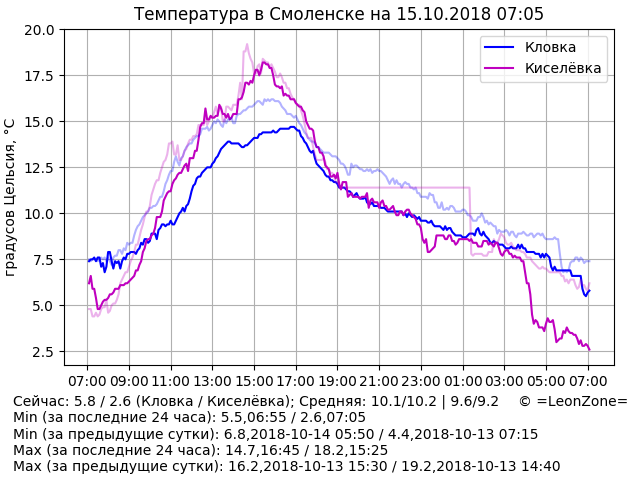 Температура в Смоленске на 15.10.2018 07:05
градусов Цельсия, °C
20.0
17.5
15.0
12.5
10.0
7.5
5.0
2.5
Кловка
Киселёвка
07:00 09:00 11:00 13:00 15:00 17:00 19:00 21:00 23:00 01:00 03:00 05:00 07:00
Сейчас: 5.8 / 2.6 (Кловка / Киселёвка); Средняя: 10.1/10.2 | 9.6/9.2 © =LeonZone=
Min (за последние 24 часа): 5.5,06:55 / 2.6,07:05
Min (за предыдущие сутки): 6.8,2018-10-14 05:50 / 4.4,2018-10-13 07:15
Max (за последние 24 часа): 14.7,16:45 / 18.2,15:25
Max (за предыдущие сутки): 16.2,2018-10-13 15:30 / 19.2,2018-10-13 14:40